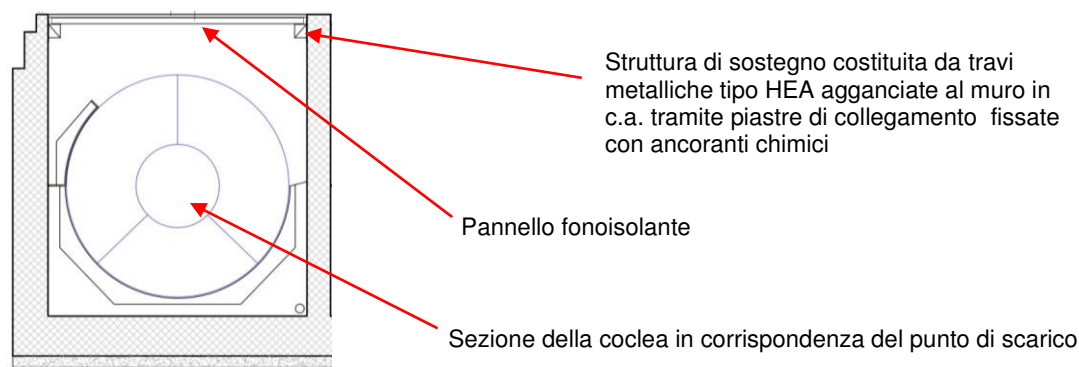 Struttura di sostegno costituita da travi
metalliche tipo HEA agganciate al muro in
c.a. tramite piastre di collegamento fissate
con ancoranti chimici
Pannello fonoisolante
Sezione della coclea in corrispondenza del punto di scarico